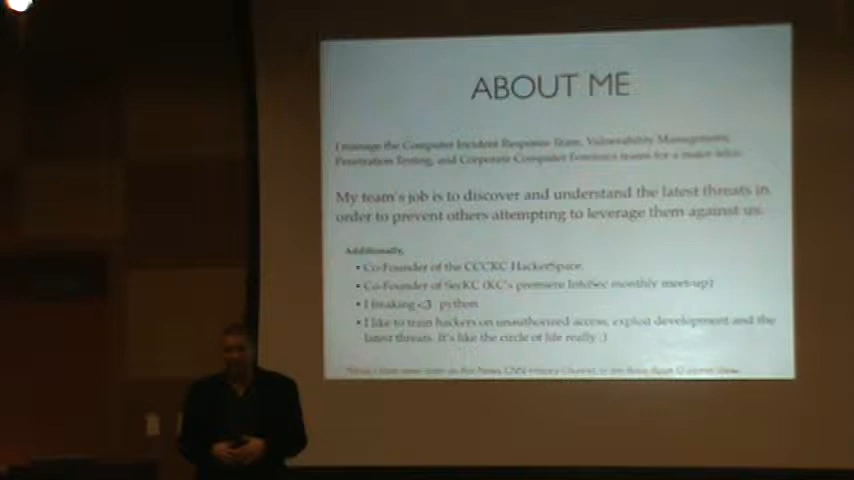 ABOUT ME
I manage the Computer Incident Response Team, Vulnerability Management,
Penetration Testing, and Corporate Computer Forensics teams for a major telco.
My team's job is to discover and understand the latest threats in
order to prevent others attempting to leverage them against us.
Additionally,
• Co-Founder of the CCCKC HackerSpace
• Co-Founder of SecKC (KC's premiere InfoSec monthly meet-up!)
• I freaking <3 python
• I like to train hackers on unauthorized access, exploit development and the
latest threats. It's like the circle of life really :)